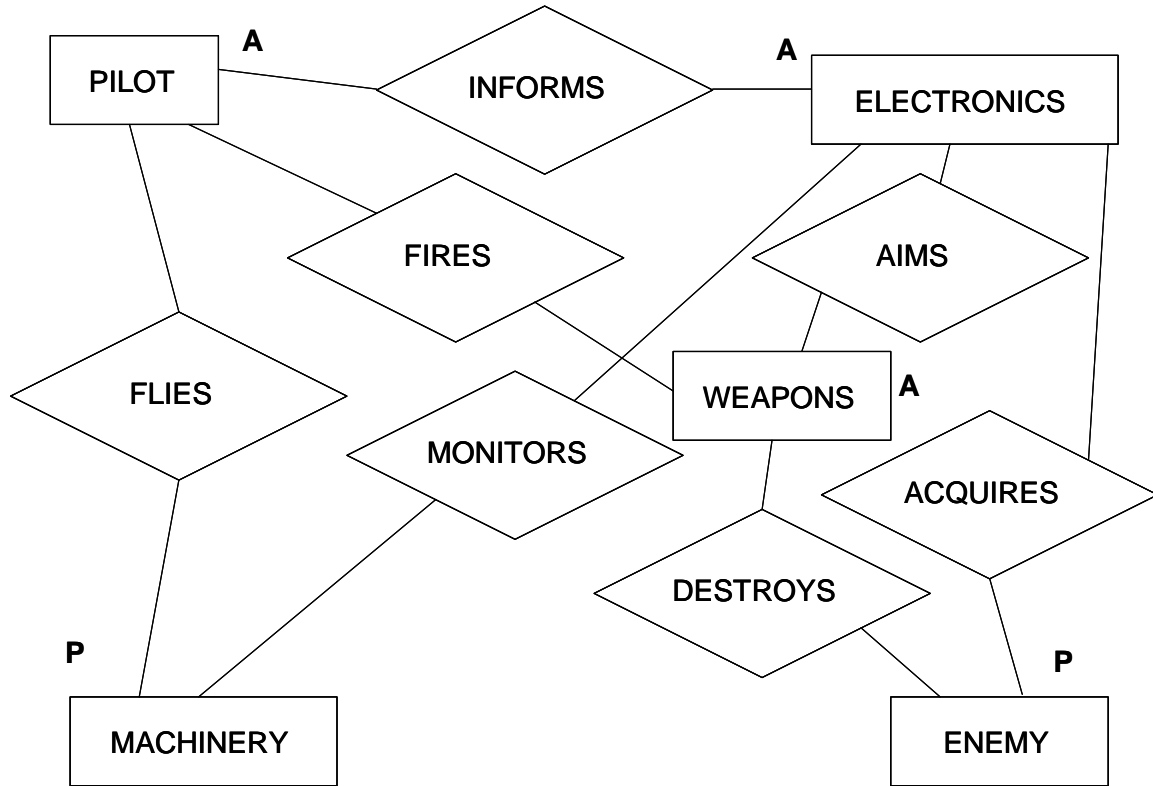 A
PILOT
INFORMS
A
ELECTRONICS
FIRES
AIMS
FLIES
WEAPONS
A
MONITORS
ACQUIRES
DESTROYS
P
P
MACHINERY
ENEMY